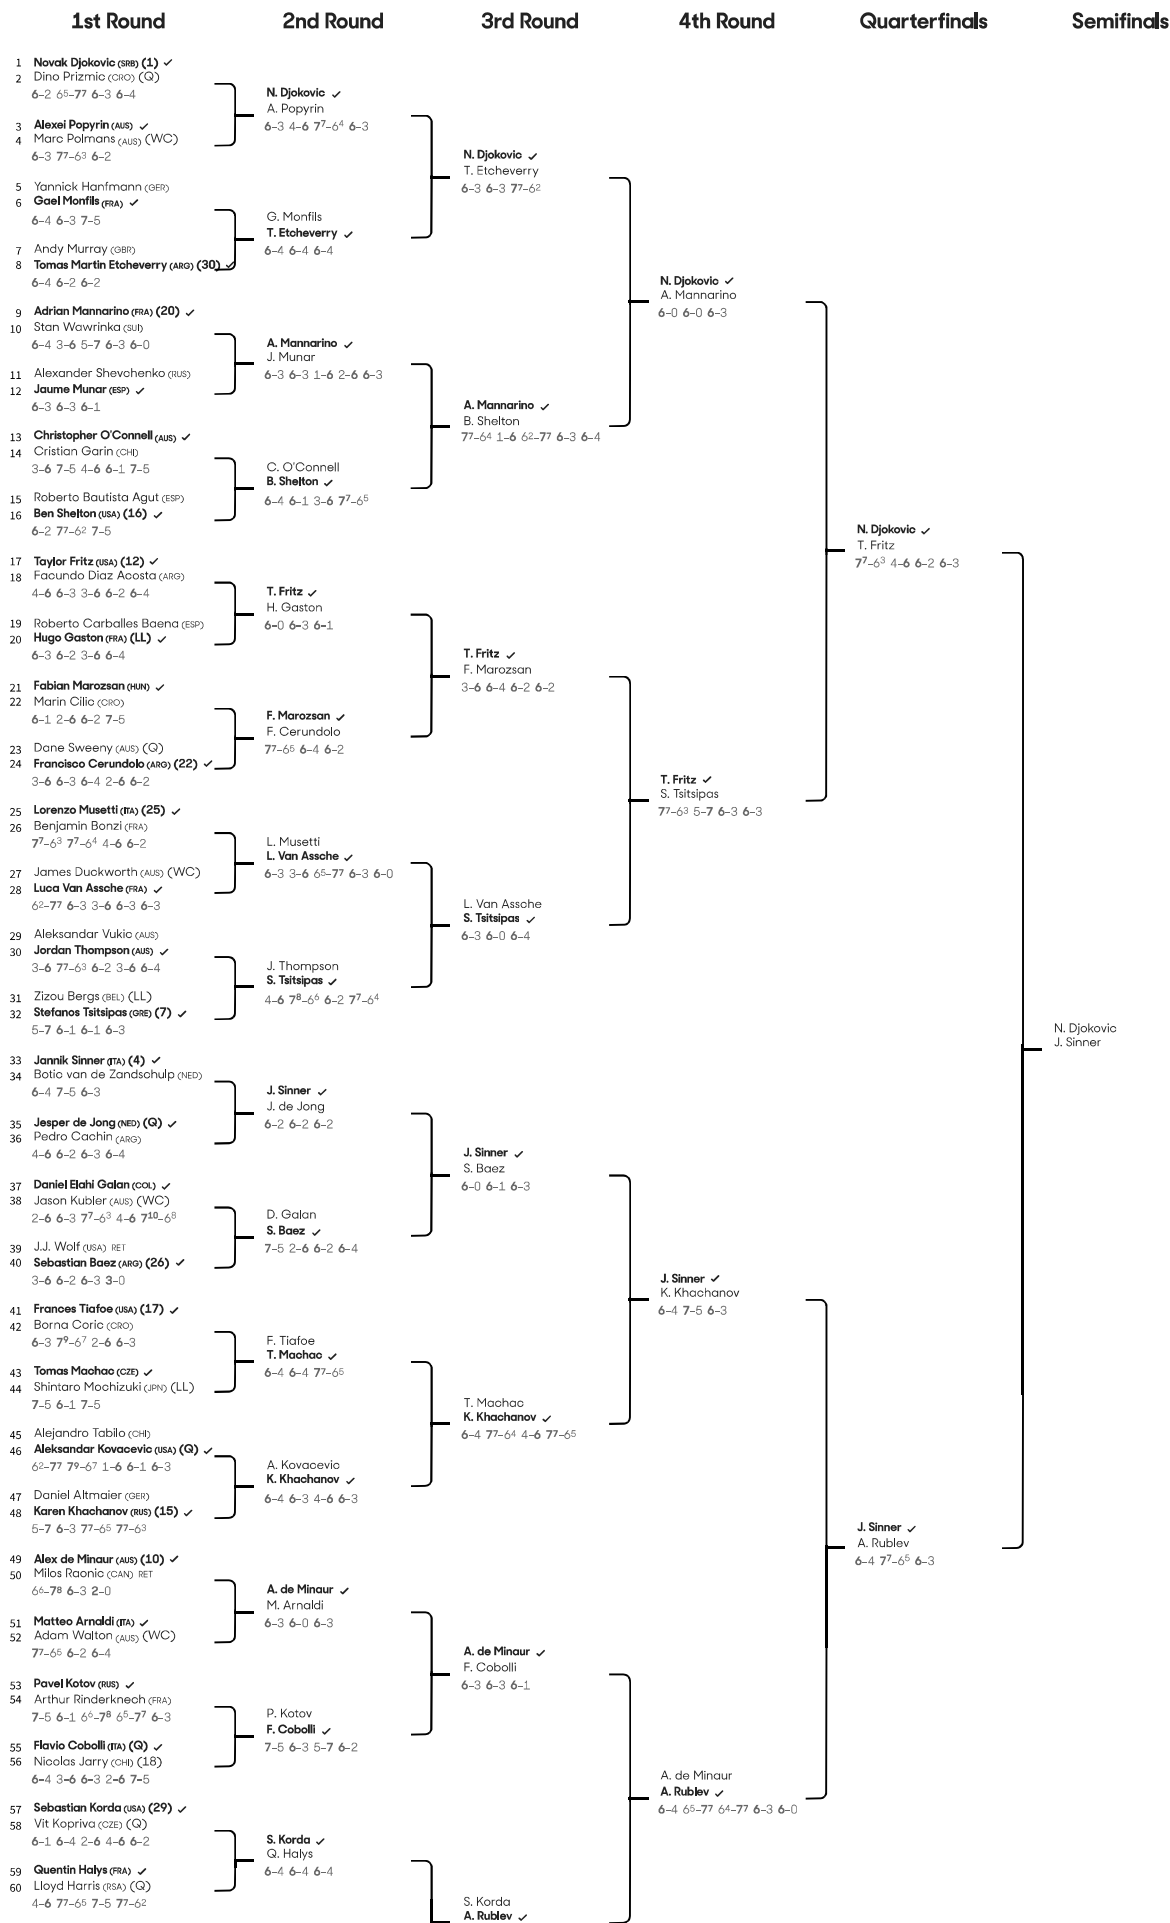 1st Round
2nd Round
3rd Round
4th Round
Quarterfinals
Semifinals
1 Novak Djokovic (SRB) (1) ✓
2 Dino Prizmic (CRO) (Q)
6-2 6⁵-7⁷ 6-3 6-4
3 Alexei Popyrin (AUS) ✓
4 Marc Polmans (AUS) (WC)
6-3 7⁷-6³ 6-2
5 Yannick Hanfmann (GER)
6 Gael Monfils (FRA) ✓
6-4 6-3 7-5
7 Andy Murray (GBR)
8 Tomas Martin Etcheverry (ARG) (30) ✓
6-4 6-2 6-2
9 Adrian Mannarino (FRA) (20) ✓
10 Stan Wawrinka (SUI)
6-4 3-6 5-7 6-3 6-0
11 Alexander Shevchenko (RUS)
12 Jaume Munar (ESP) ✓
6-3 6-3 6-1
13 Christopher O'Connell (AUS) ✓
14 Cristian Garin (CHI)
3-6 7-5 4-6 6-1 7-5
15 Roberto Bautista Agut (ESP)
16 Ben Shelton (USA) (16) ✓
6-2 7⁷-6² 7-5
17 Taylor Fritz (USA) (12) ✓
18 Facundo Diaz Acosta (ARG)
4-6 6-3 3-6 6-2 6-4
19 Roberto Carballes Baena (ESP)
20 Hugo Gaston (FRA) (LL) ✓
6-3 6-2 3-6 6-4
21 Fabian Marozsan (HUN) ✓
22 Marin Cilic (CRO)
6-1 2-6 6-2 7-5
23 Dane Sweeny (AUS) (Q)
24 Francisco Cerundolo (ARG) (22) ✓
3-6 6-3 6-4 2-6 6-2
25 Lorenzo Musetti (ITA) (25) ✓
26 Benjamin Bonzi (FRA)
7⁷-6³ 7⁷-6⁴ 4-6 6-2
27 James Duckworth (AUS) (WC)
28 Luca Van Assche (FRA) ✓
6²-7⁷ 6-3 3-6 6-3 6-3
29 Aleksandar Vukic (AUS)
30 Jordan Thompson (AUS) ✓
3-6 7⁷-6³ 6-2 3-6 6-4
31 Zizou Bergs (BEL) (LL)
32 Stefanos Tsitsipas (GRE) (7) ✓
5-7 6-1 6-1 6-3
33 Jannik Sinner (ITA) (4) ✓
34 Botic van de Zandschulp (NED)
6-4 7-5 6-3
35 Jesper de Jong (NED) (Q) ✓
36 Pedro Cachin (ARG)
4-6 6-2 6-3 6-4
37 Daniel Elahi Galan (COL) ✓
38 Jason Kubler (AUS) (WC)
2-6 6-3 7⁷-6³ 4-6 7¹⁰-6⁸
39 J.J. Wolf (USA) RET
40 Sebastian Baez (ARG) (26) ✓
3-6 6-2 6-3 3-0
41 Frances Tiafoe (USA) (17) ✓
42 Borna Coric (CRO)
6-3 7⁹-6⁷ 2-6 6-3
43 Tomas Machac (CZE) ✓
44 Shintaro Mochizuki (JPN) (LL)
7-5 6-1 7-5
45 Alejandro Tabilo (CHI)
46 Aleksandar Kovacevic (USA) (Q) ✓
6²-7⁷ 7⁹-6⁷ 1-6 6-1 6-3
47 Daniel Altmaier (GER)
48 Karen Khachanov (RUS) (15) ✓
5-7 6-3 7⁷-6⁵ 7⁷-6³
49 Alex de Minaur (AUS) (10) ✓
50 Milos Raonic (CAN) RET
6⁶-7⁸ 6-3 2-0
51 Matteo Arnaldi (ITA) ✓
52 Adam Walton (AUS) (WC)
7⁷-6⁵ 6-2 6-4
53 Pavel Kotov (RUS) ✓
54 Arthur Rinderknech (FRA)
7-5 6-1 6⁶-7⁸ 6⁵-7⁷ 6-3
55 Flavio Cobolli (ITA) (Q) ✓
56 Nicolas Jarry (CHI) (18)
6-4 3-6 6-3 2-6 7-5
57 Sebastian Korda (USA) (29) ✓
58 Vit Kopriva (CZE) (Q)
6-1 6-4 2-6 4-6 6-2
59 Quentin Halys (FRA) ✓
60 Lloyd Harris (RSA) (Q)
4-6 7⁷-6⁵ 7-5 7⁷-6²
N. Djokovic ✓
A. Popyrin
6-3 4-6 7⁷-6⁴ 6-3
G. Monfils
T. Etcheverry ✓
6-4 6-4 6-4
A. Mannarino ✓
J. Munar
6-3 6-3 1-6 2-6 6-3
C. O'Connell
B. Shelton ✓
6-4 6-1 3-6 7⁷-6⁵
T. Fritz ✓
H. Gaston
6-0 6-3 6-1
F. Marozsan ✓
F. Cerundolo
7⁷-6⁵ 6-4 6-2
L. Musetti
L. Van Assche ✓
6-3 3-6 6⁵-7⁷ 6-3 6-0
J. Thompson
S. Tsitsipas ✓
4-6 7⁸-6⁶ 6-2 7⁷-6⁴
J. Sinner ✓
J. de Jong
6-2 6-2 6-2
D. Galan
S. Baez ✓
7-5 2-6 6-2 6-4
F. Tiafoe
T. Machac ✓
6-4 6-4 7⁷-6⁵
A. Kovacevic
K. Khachanov ✓
6-4 6-3 4-6 6-3
A. de Minaur ✓
M. Arnaldi
6-3 6-0 6-3
P. Kotov
F. Cobolli ✓
7-5 6-3 5-7 6-2
S. Korda ✓
Q. Halys
6-4 6-4 6-4
N. Djokovic ✓
T. Etcheverry
6-3 6-3 7⁷-6²
A. Mannarino ✓
B. Shelton
7⁷-6⁴ 1-6 6²-7⁷ 6-3 6-4
T. Fritz ✓
F. Marozsan
3-6 6-4 6-2 6-2
L. Van Assche
S. Tsitsipas ✓
6-3 6-0 6-4
J. Sinner ✓
S. Baez
6-0 6-1 6-3
T. Machac
K. Khachanov ✓
6-4 7⁷-6⁴ 4-6 7⁷-6⁵
A. de Minaur ✓
F. Cobolli
6-3 6-3 6-1
S. Korda
A. Rublev ✓
N. Djokovic ✓
A. Mannarino
6-0 6-0 6-3
T. Fritz ✓
S. Tsitsipas
7⁷-6³ 5-7 6-3 6-3
J. Sinner ✓
K. Khachanov
6-4 7-5 6-3
A. de Minaur
A. Rublev ✓
6-4 6⁵-7⁷ 6⁴-7⁷ 6-3 6-0
N. Djokovic ✓
T. Fritz
7⁷-6³ 4-6 6-2 6-3
J. Sinner ✓
A. Rublev
6-4 7⁷-6⁵ 6-3
N. Djokovic
J. Sinner